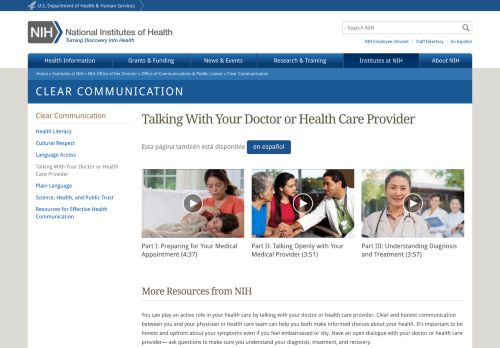 U.S. Department of Health & Human Services
NIH National Institutes of Health
Turning Discovery Into Health
Search NIH
NIH Employee Intranet | Staff Directory | En Español
Health Information
Grants & Funding
News & Events
Research & Training
Institutes at NIH
About NIH
Home » Institutes at NIH » NIH Office of the Director » Office of Communications & Public Liaison » Clear Communication
CLEAR COMMUNICATION
Clear Communication
Health Literacy
Cultural Respect
Language Access
Talking With Your Doctor or Health
Care Provider
Plain Language
Science, Health, and Public Trust
Resources for Effective Health
Communication
Talking With Your Doctor or Health Care Provider
Esta página también está disponible en español
Part I: Preparing for Your Medical
Appointment (4:37)
Part II: Talking Openly with Your
Medical Provider (3:51)
Part III: Understanding Diagnosis
and Treatment (3:57)
More Resources from NIH
You can play an active role in your health care by talking with your doctor or health care provider. Clear and honest communication
between you and your physician or health care team can help you both make informed choices about your health. It's important to be
honest and upfront about your symptoms even if you feel embarrassed or shy. Have an open dialogue with your doctor or health care
provider— ask questions to make sure you understand your diagnosis, treatment, and recovery.